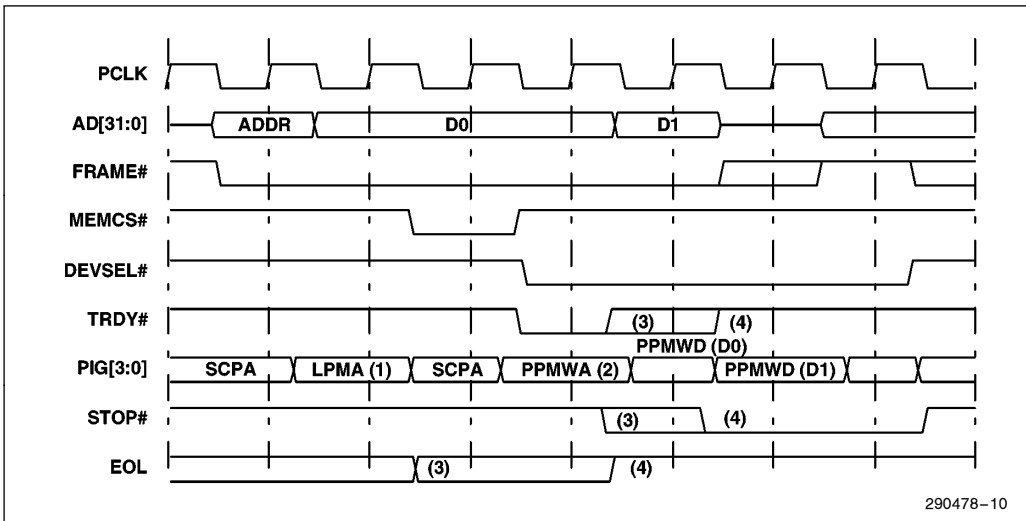 PCLK
AD[31:0] ADDR D0 D1
FRAME#
MEMCS#
DEVSEL#
TRDY# (3) (4)
PPMWD (D0)
PIG[3:0] SCPA LPMA (1) SCPA PPMWA (2) PPMWD (D1)
STOP# (3) (4)
EOL (3) (4)
290478–10